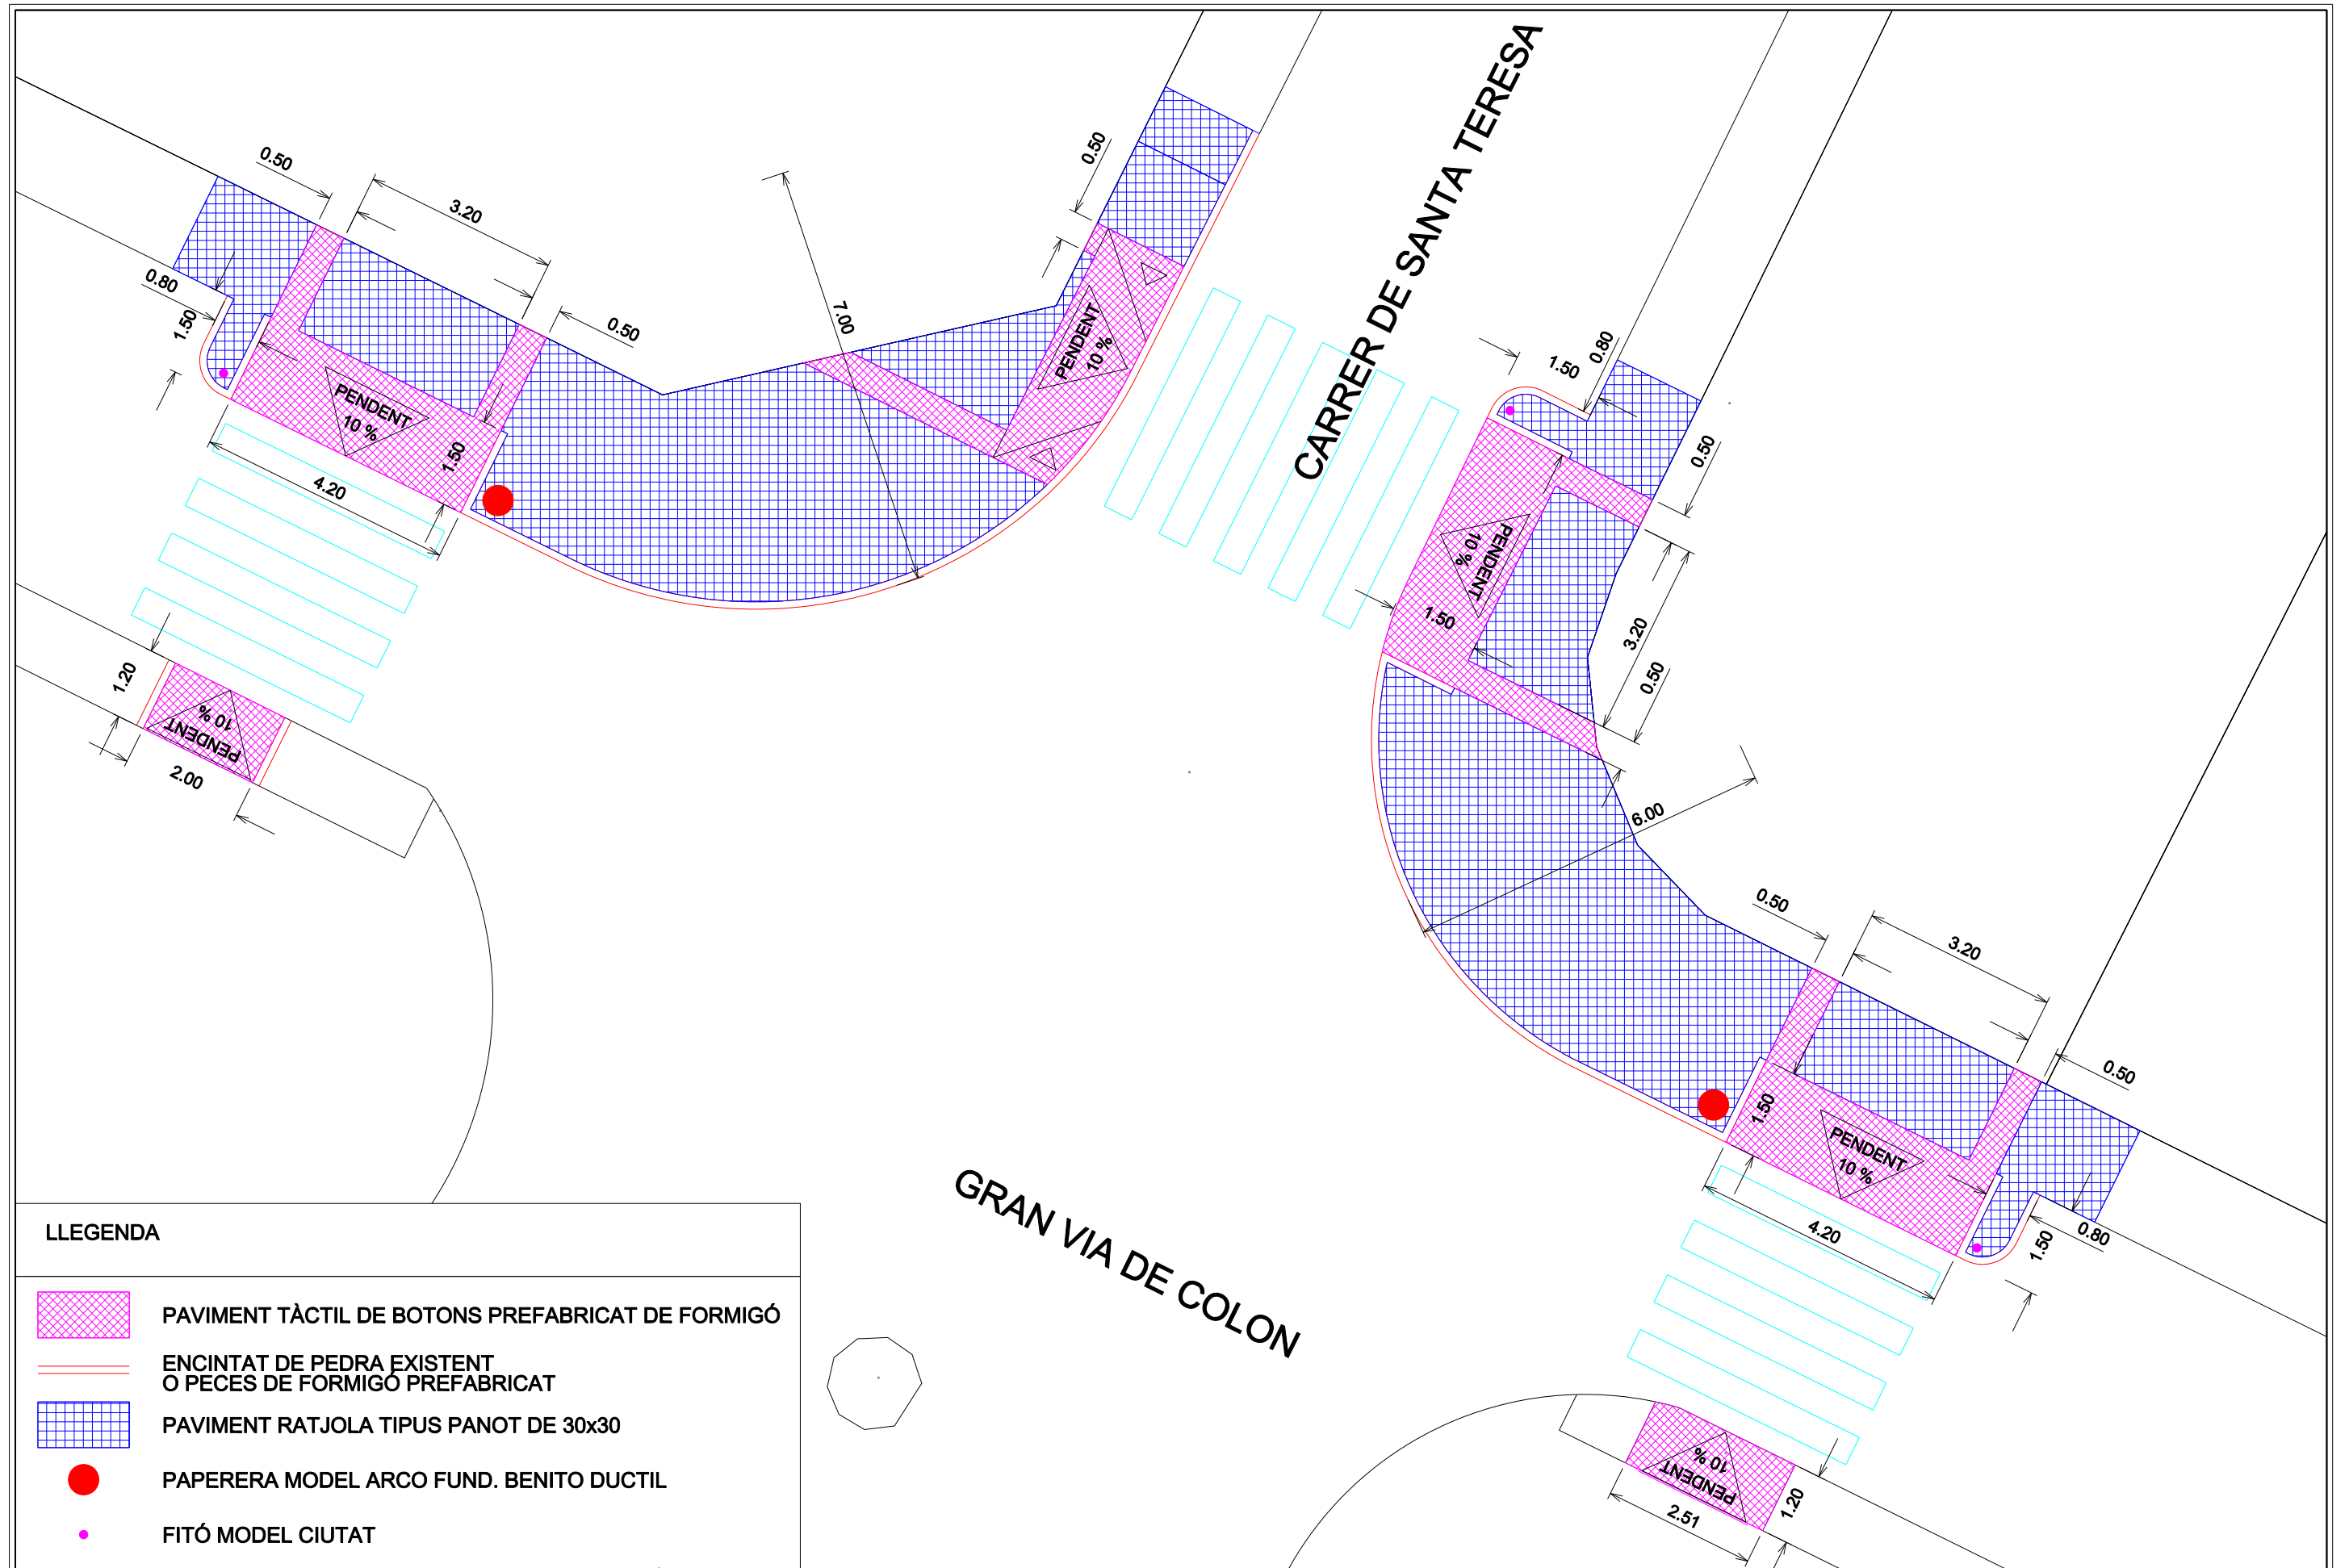 CARRER DE SANTA TERESA
0.50
3.20
0.50
0.80
1.50
PENDENT
10 %
1.50
4.20
7.00
0.50
PENDENT
10 %
1.20
PENDENT
10 %
2.00
1.50
0.80
0.50
PENDENT
10 %
1.50
3.20
0.50
6.00
0.50
3.20
0.50
1.50
PENDENT
10 %
4.20
0.80
1.50
GRAN VIA DE COLON
PENDENT
10 %
1.20
2.51
LLEGENDA
PAVIMENT TÀCTIL DE BOTONS PREFABRICAT DE FORMIGÓ
ENCINTAT DE PEDRA EXISTENT
O PECES DE FORMIGÓ PREFABRICAT
PAVIMENT RATJOLA TIPUS PANOT DE 30x30
PAPERERA MODEL ARCO FUND. BENITO DUCTIL
FITÓ MODEL CIUTAT